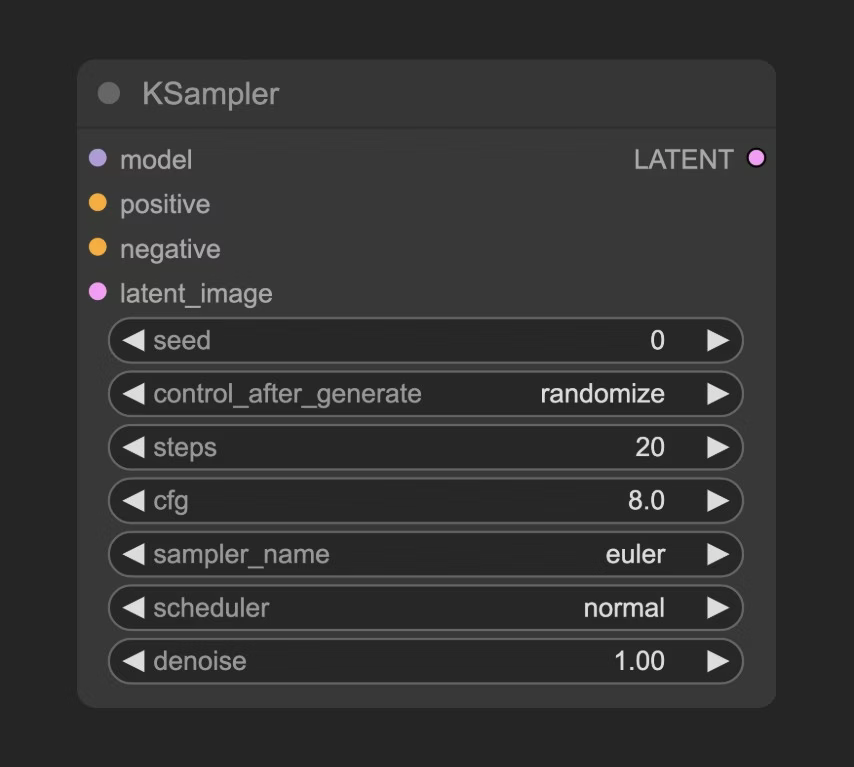 KSampler
model LATENT
positive
negative
latent_image
seed 0
control_after_generate randomize
steps 20
cfg 8.0
sampler_name euler
scheduler normal
denoise 1.00